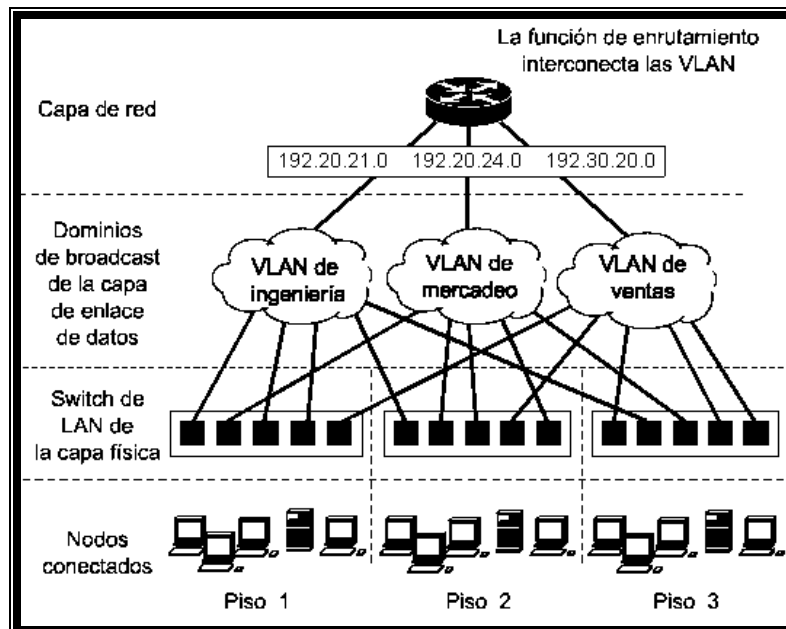 La función de enrutamiento
interconecta las VLAN
Capa de red
192.20.21.0 192.20.24.0 192.30.20.0
Dominios
de broadcast
de la capa
de enlace
de datos
VLAN de
ingeniería
VLAN de
mercadeo
VLAN de
ventas
Switch de
LAN de
la capa física
Nodos
conectados
Piso 1
Piso 2
Piso 3